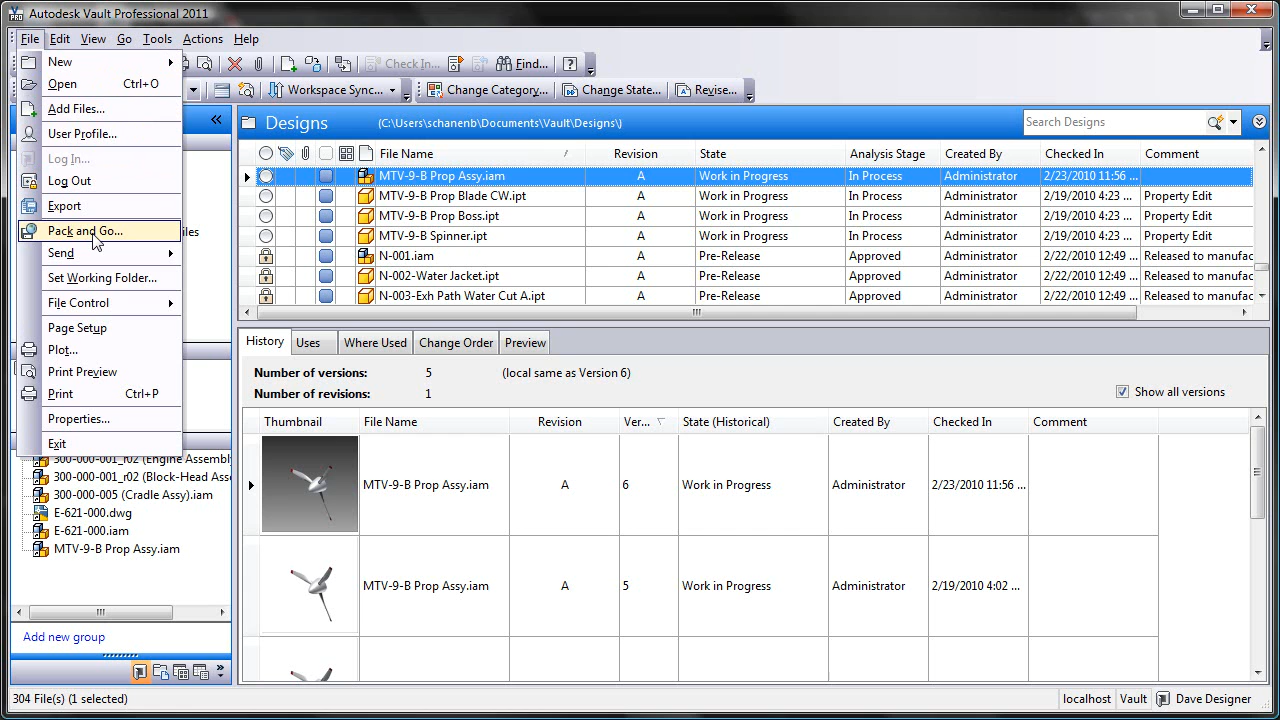 Autodesk Vault Professional 2011
File Edit View Go Tools Actions Help
New
Open Ctrl+O
Add Files...
User Profile...
Log In...
Log Out
Export
Pack and Go...
Send
Set Working Folder...
File Control
Page Setup
Plot...
Print Preview
Print Ctrl+P
Properties...
Exit
Check In... Find...
Workspace Sync... Change Category... Change State... Revise...
Designs (C:\Users\schanenb\Documents\Vault\Designs\) Search Designs
File Name Revision State Analysis Stage Created By Checked In Comment
MTV-9-B Prop Assy.iam A Work in Progress In Process Administrator 2/23/2010 11:56 ...
MTV-9-B Prop Blade CW.ipt A Work in Progress In Process Administrator 2/19/2010 4:23 ... Property Edit
MTV-9-B Prop Boss.ipt A Work in Progress In Process Administrator 2/19/2010 4:23 ... Property Edit
MTV-9-B Spinner.ipt A Work in Progress In Process Administrator 2/19/2010 4:23 ... Property Edit
N-001.iam A Pre-Release Approved Administrator 2/22/2010 12:49 ... Released to manufac
N-002-Water Jacket.ipt A Pre-Release Approved Administrator 2/22/2010 12:49 ... Released to manufac
N-003-Exh Path Water Cut A.ipt A Pre-Release Approved Administrator 2/22/2010 12:49 ... Released to manufac
iles
History Uses Where Used Change Order Preview
Number of versions: 5 (local same as Version 6)
Number of revisions: 1
Show all versions
Thumbnail File Name Revision Ver... State (Historical) Created By Checked In Comment
MTV-9-B Prop Assy.iam A 6 Work in Progress Administrator 2/23/2010 11:56 ...
MTV-9-B Prop Assy.iam A 5 Work in Progress Administrator 2/19/2010 4:02 ...
300-000-001_r02 (Engine Assembly
300-000-001_r02 (Block-Head Asse
300-000-005 (Cradle Assy).iam
E-621-000.dwg
E-621-000.iam
MTV-9-B Prop Assy.iam
Add new group
304 File(s) (1 selected) localhost Vault Dave Designer